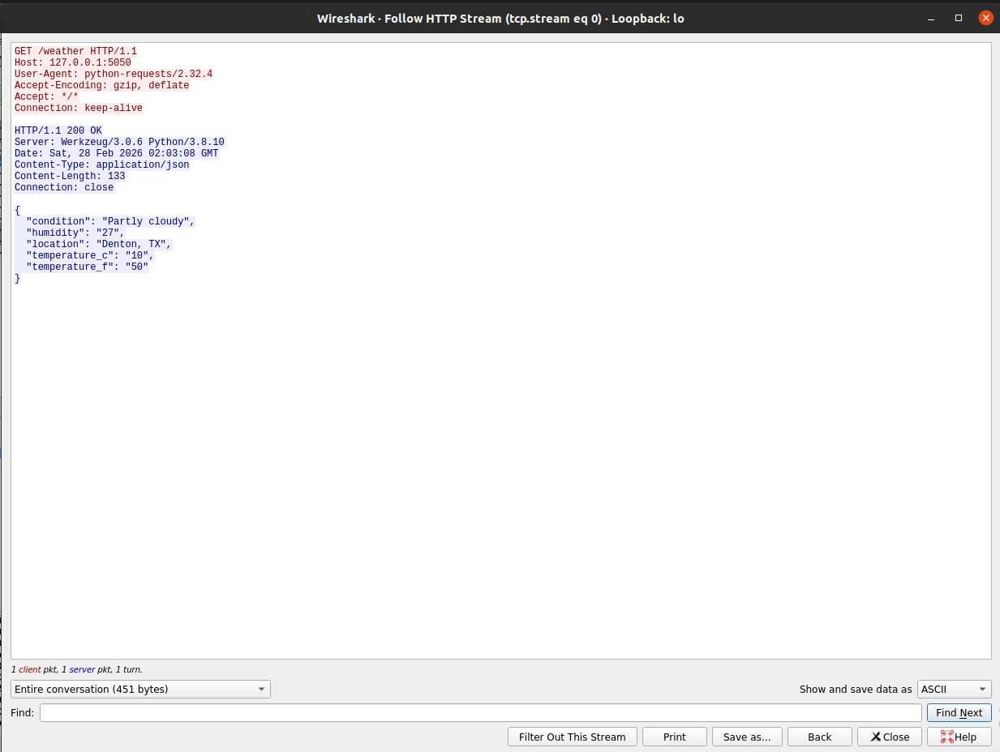 Wireshark · Follow HTTP Stream (tcp.stream eq 0) · Loopback: lo
GET /weather HTTP/1.1
Host: 127.0.0.1:5050
User-Agent: python-requests/2.32.4
Accept-Encoding: gzip, deflate
Accept: */*
Connection: keep-alive

HTTP/1.1 200 OK
Server: Werkzeug/3.0.6 Python/3.8.10
Date: Sat, 28 Feb 2026 02:03:08 GMT
Content-Type: application/json
Content-Length: 133
Connection: close

{
  "condition": "Partly cloudy",
  "humidity": "27",
  "location": "Denton, TX",
  "temperature_c": "10",
  "temperature_f": "50"
}
1 client pkt, 1 server pkt, 1 turn.
Entire conversation (451 bytes) Show and save data as ASCII
Find: Find Next
Filter Out This Stream Print Save as... Back Close Help